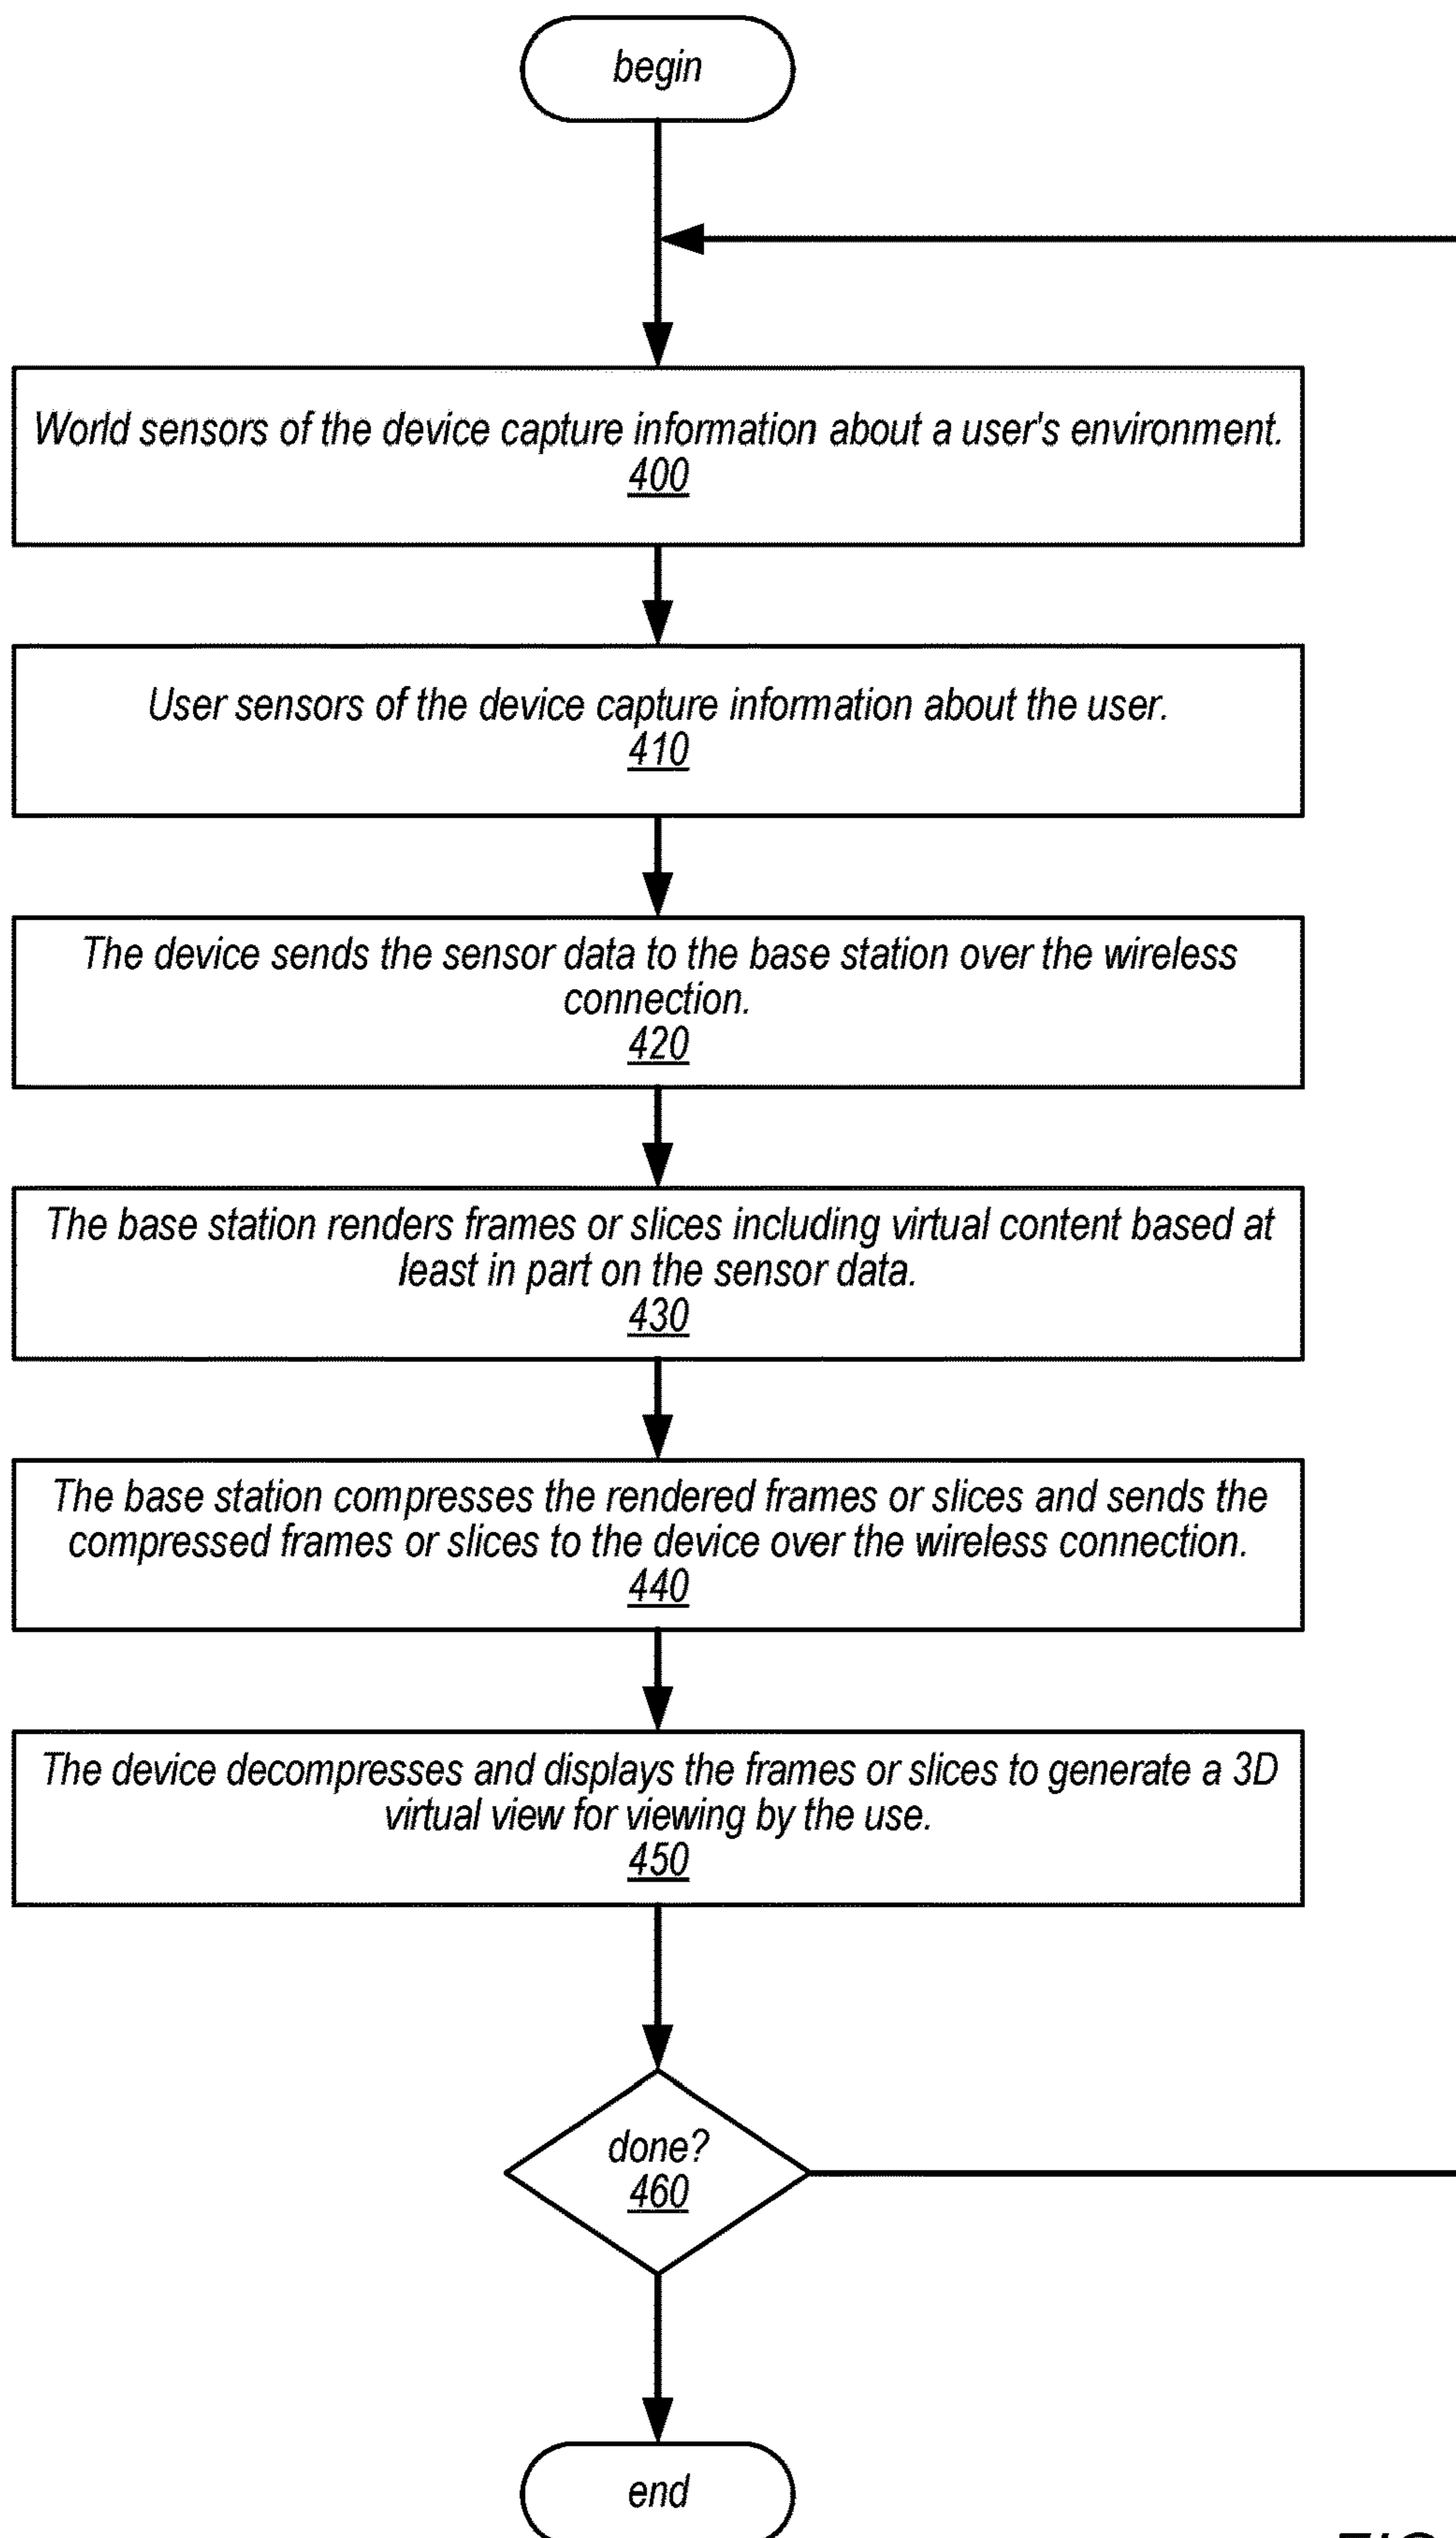 begin
World sensors of the device capture information about a user's environment.
400
User sensors of the device capture information about the user.
410
The device sends the sensor data to the base station over the wireless
connection.
420
The base station renders frames or slices including virtual content based at
least in part on the sensor data.
430
The base station compresses the rendered frames or slices and sends the
compressed frames or slices to the device over the wireless connection.
440
The device decompresses and displays the frames or slices to generate a 3D
virtual view for viewing by the use.
450
done?
460
end